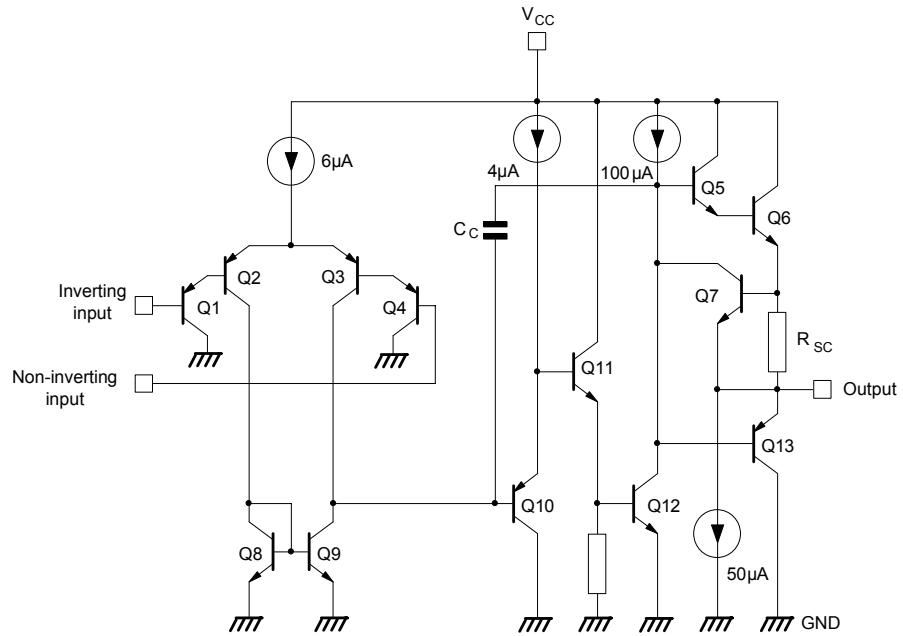 VCC
6µA
4µA
100µA
Q5
Q6
CC
Q2
Q3
Q7
Inverting
input
Q1
Q4
RSC
Non-inverting
input
Q11
Output
Q13
Q10
Q12
Q8
Q9
50µA
GND